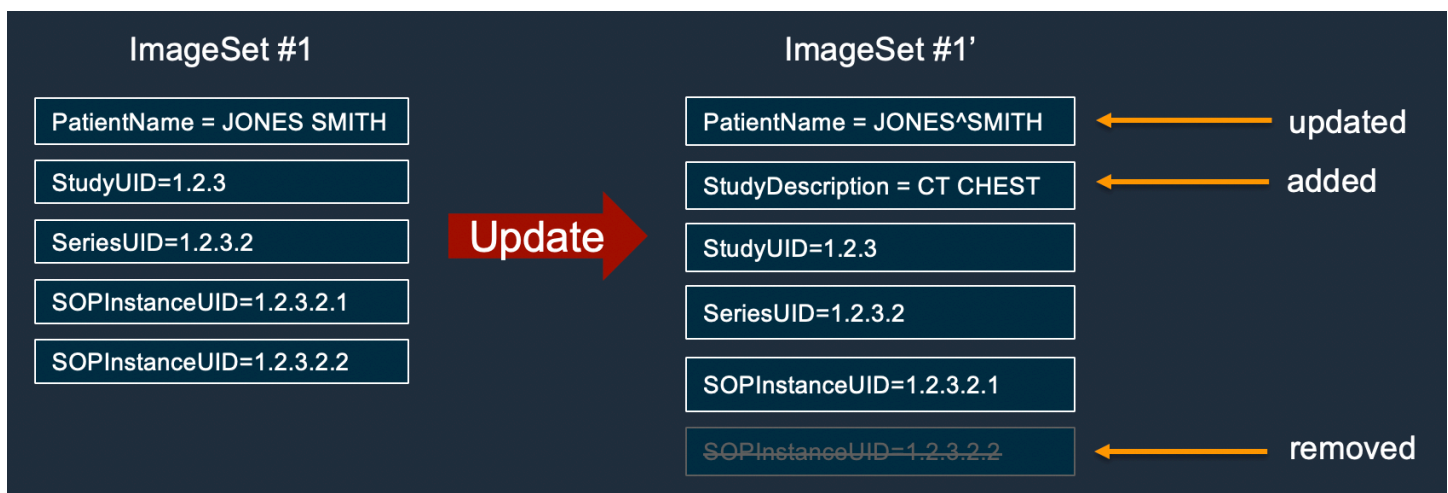 ImageSet #1
PatientName = JONES SMITH
StudyUID=1.2.3
SeriesUID=1.2.3.2
SOPInstanceUID=1.2.3.2.1
SOPInstanceUID=1.2.3.2.2
Update
ImageSet #1’
PatientName = JONES^SMITH
updated
StudyDescription = CT CHEST
added
StudyUID=1.2.3
SeriesUID=1.2.3.2
SOPInstanceUID=1.2.3.2.1
SOPInstanceUID=1.2.3.2.2
removed